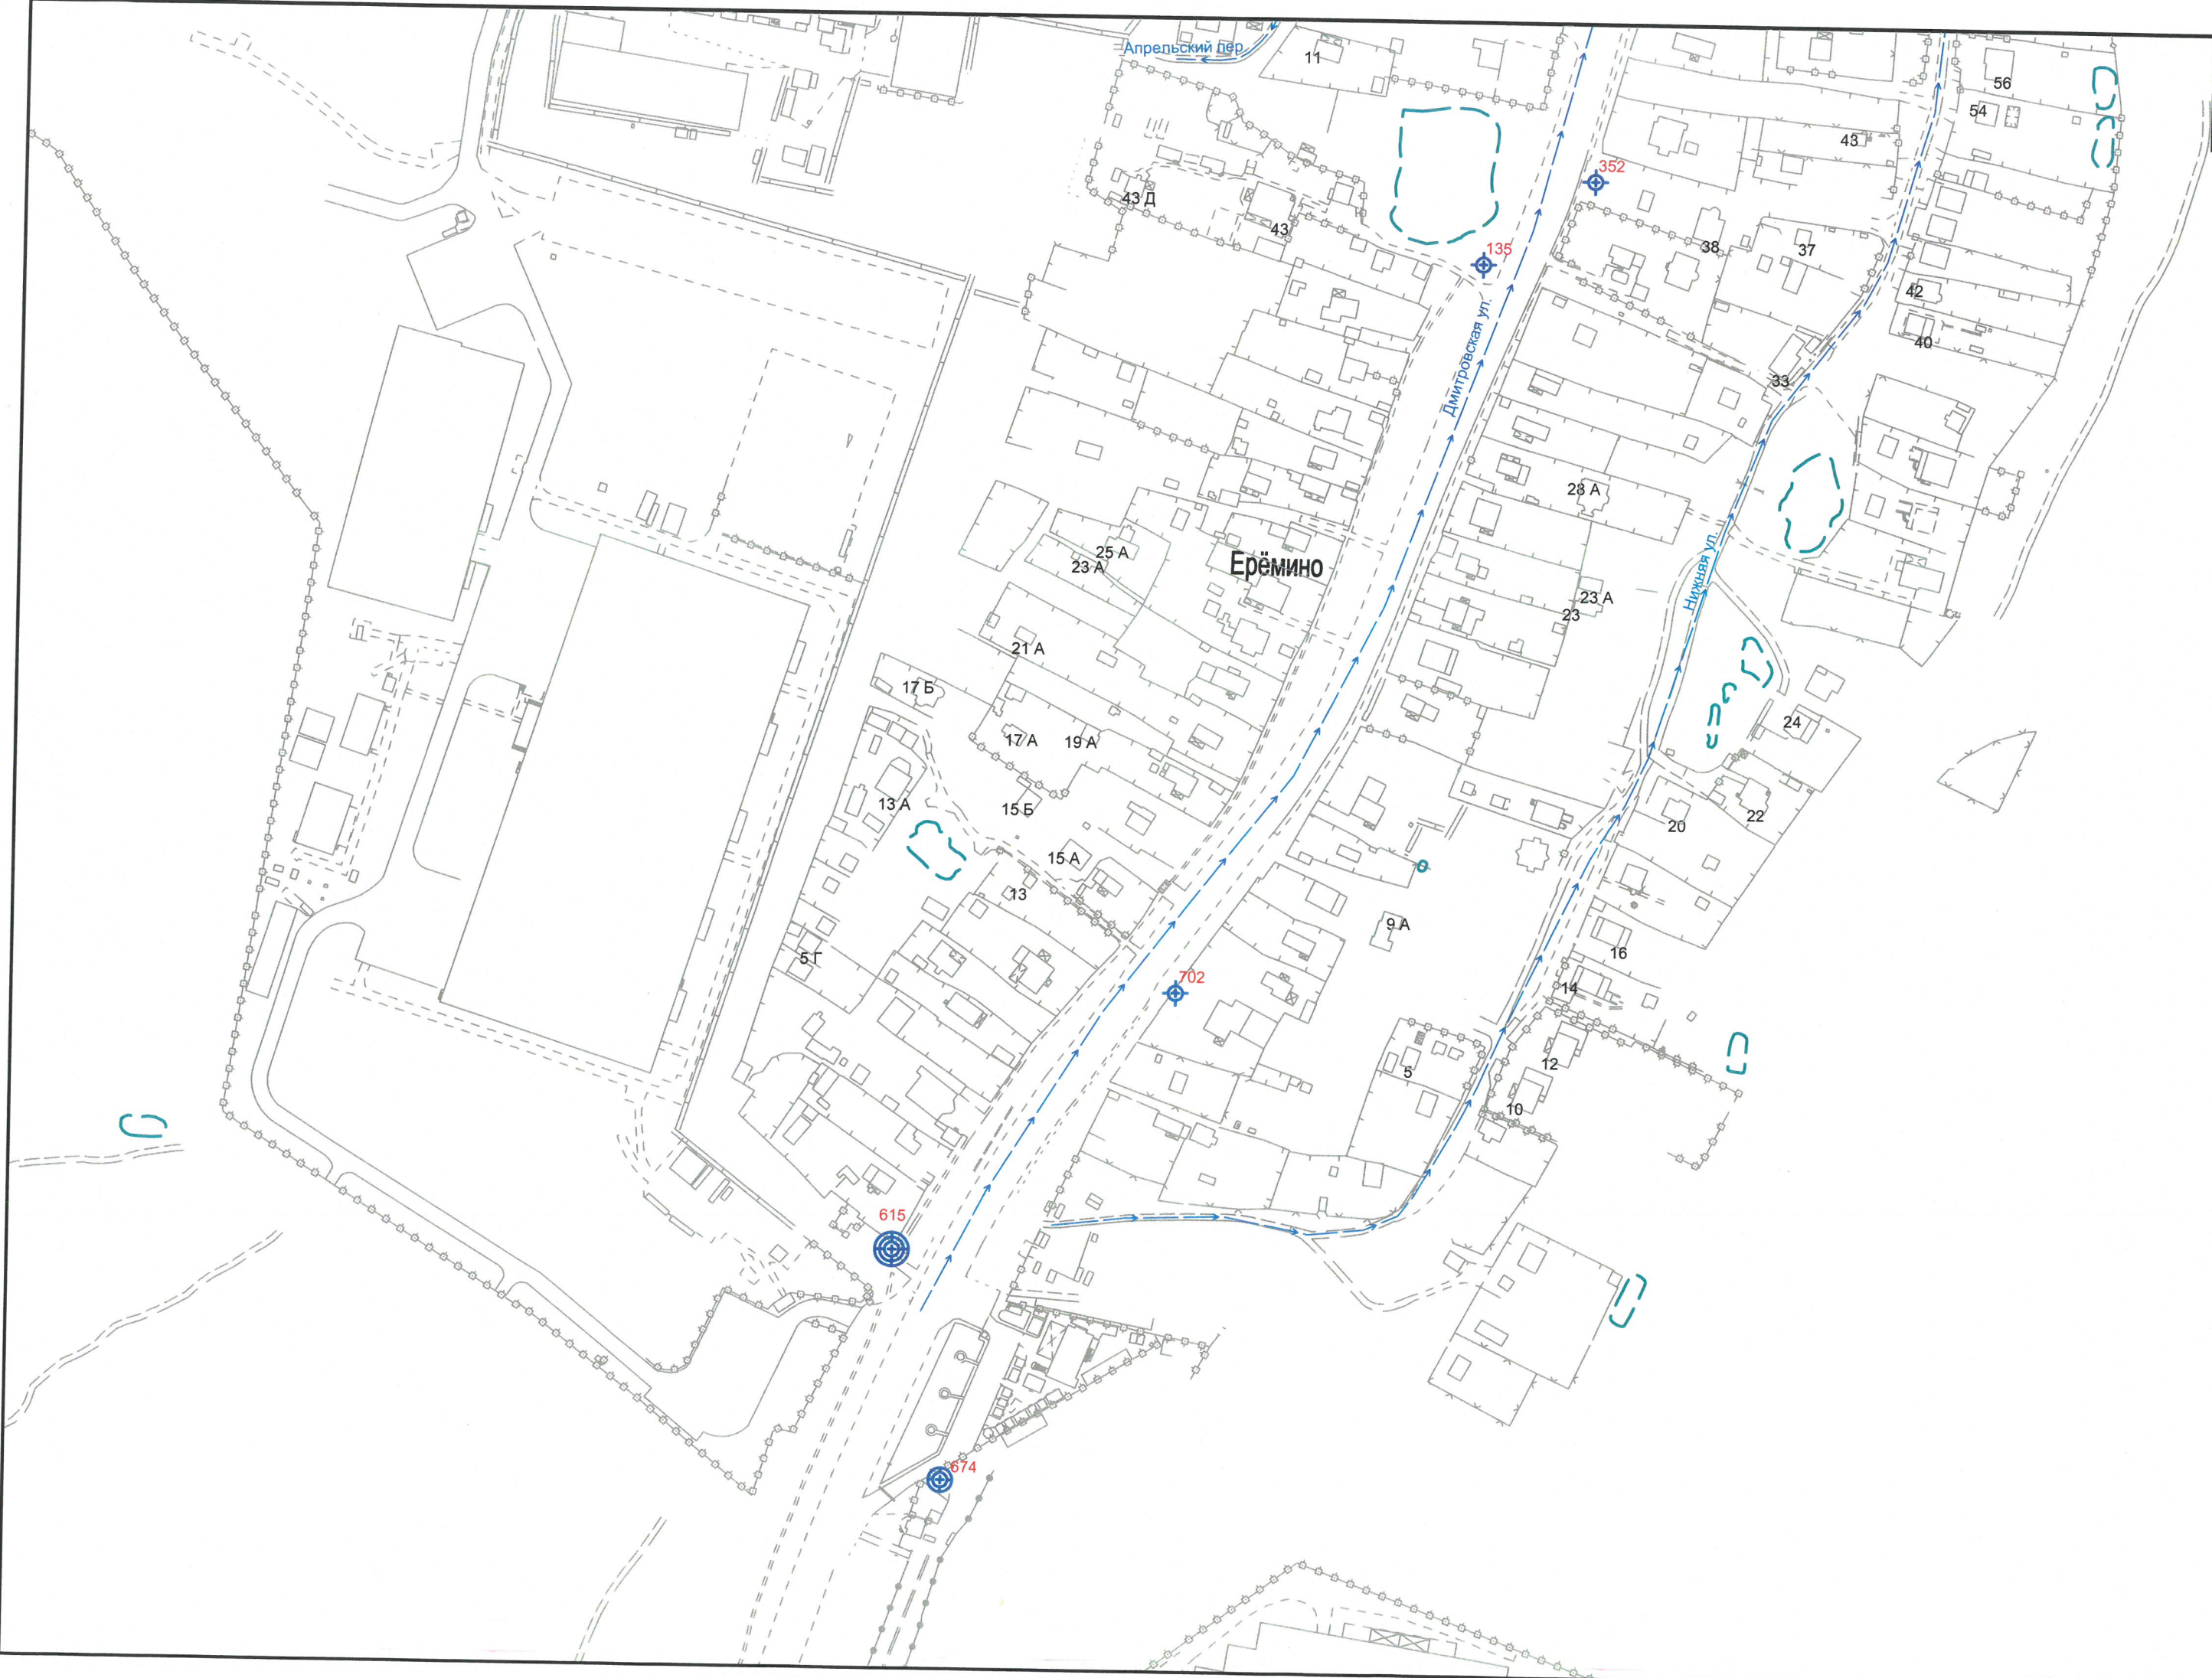 Апрельский пер.
11
56
54
43
352
43 Д
43
38
37
135
42
40
Дмитровская ул.
33
28 А
25 А
23 А
Ерёмино
Нижняя ул.
23 А
23
21 А
17 Б
24
17 А
19 А
13 А
15 Б
22
20
15 А
13
9 А
16
5 Г
702
14
12
5
10
615
674